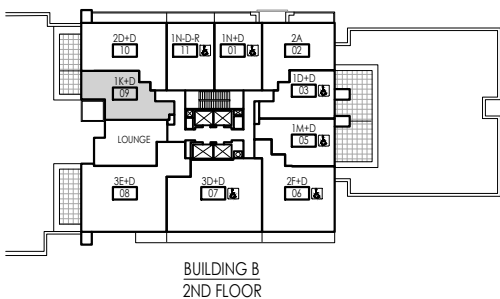 2D+D
10
1N-D-R
11
1N+D
01
2A
02
1K+D
09
1D+D
03
LOUNGE
1M+D
05
3E+D
08
3D+D
07
2F+D
06
BUILDING B
2ND FLOOR